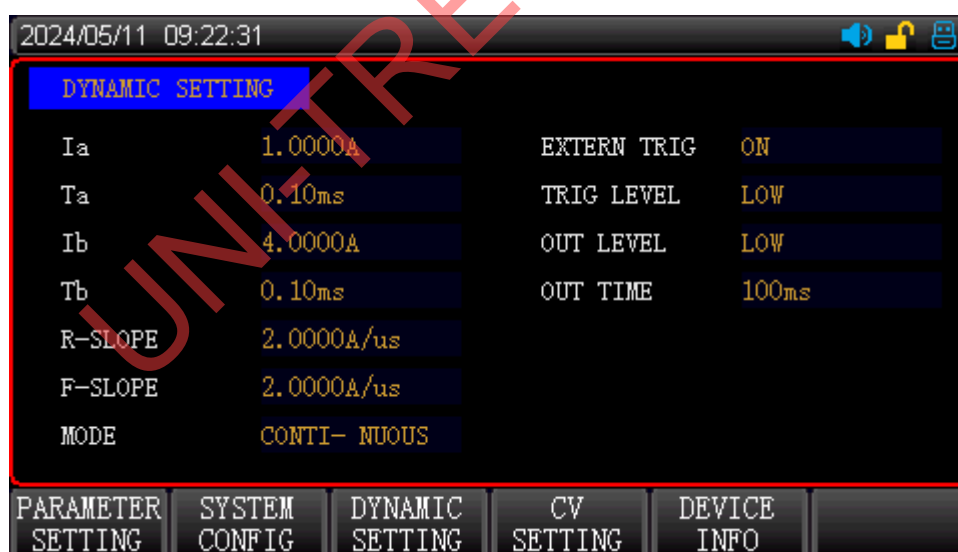 2024/05/11 09:22:31
DYNAMIC SETTING
Ia 1.0000A EXTERN TRIG ON
Ta 0.10ms TRIG LEVEL LOW
Ib 4.0000A OUT LEVEL LOW
Tb 0.10ms OUT TIME 100ms
R-SLOPE 2.0000A/us
F-SLOPE 2.0000A/us
MODE CONTI- NUOUS
PARAMETER SYSTEM DYNAMIC CV DEVICE
SETTING CONFIG SETTING SETTING INFO
UNI-TRE